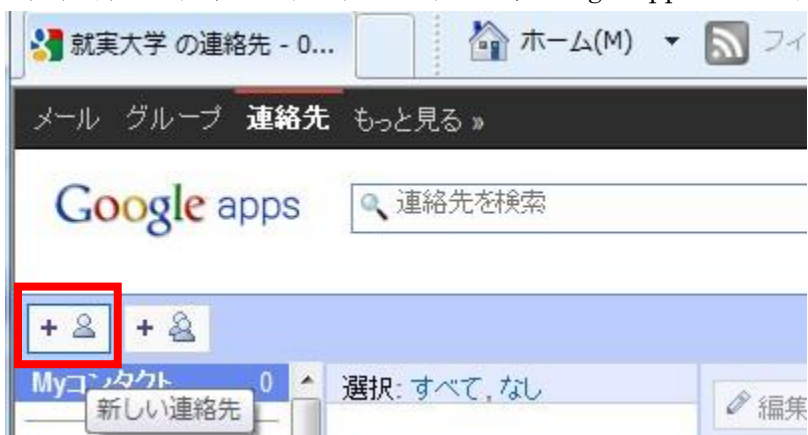 就実大学 の連絡先 - 0...
ホーム(M)
フィ
メール グループ 連絡先 もっと見る »
Google apps
連絡先を検索
+ +
Myコンタクト 0
選択: すべて, なし
編集
新しい連絡先